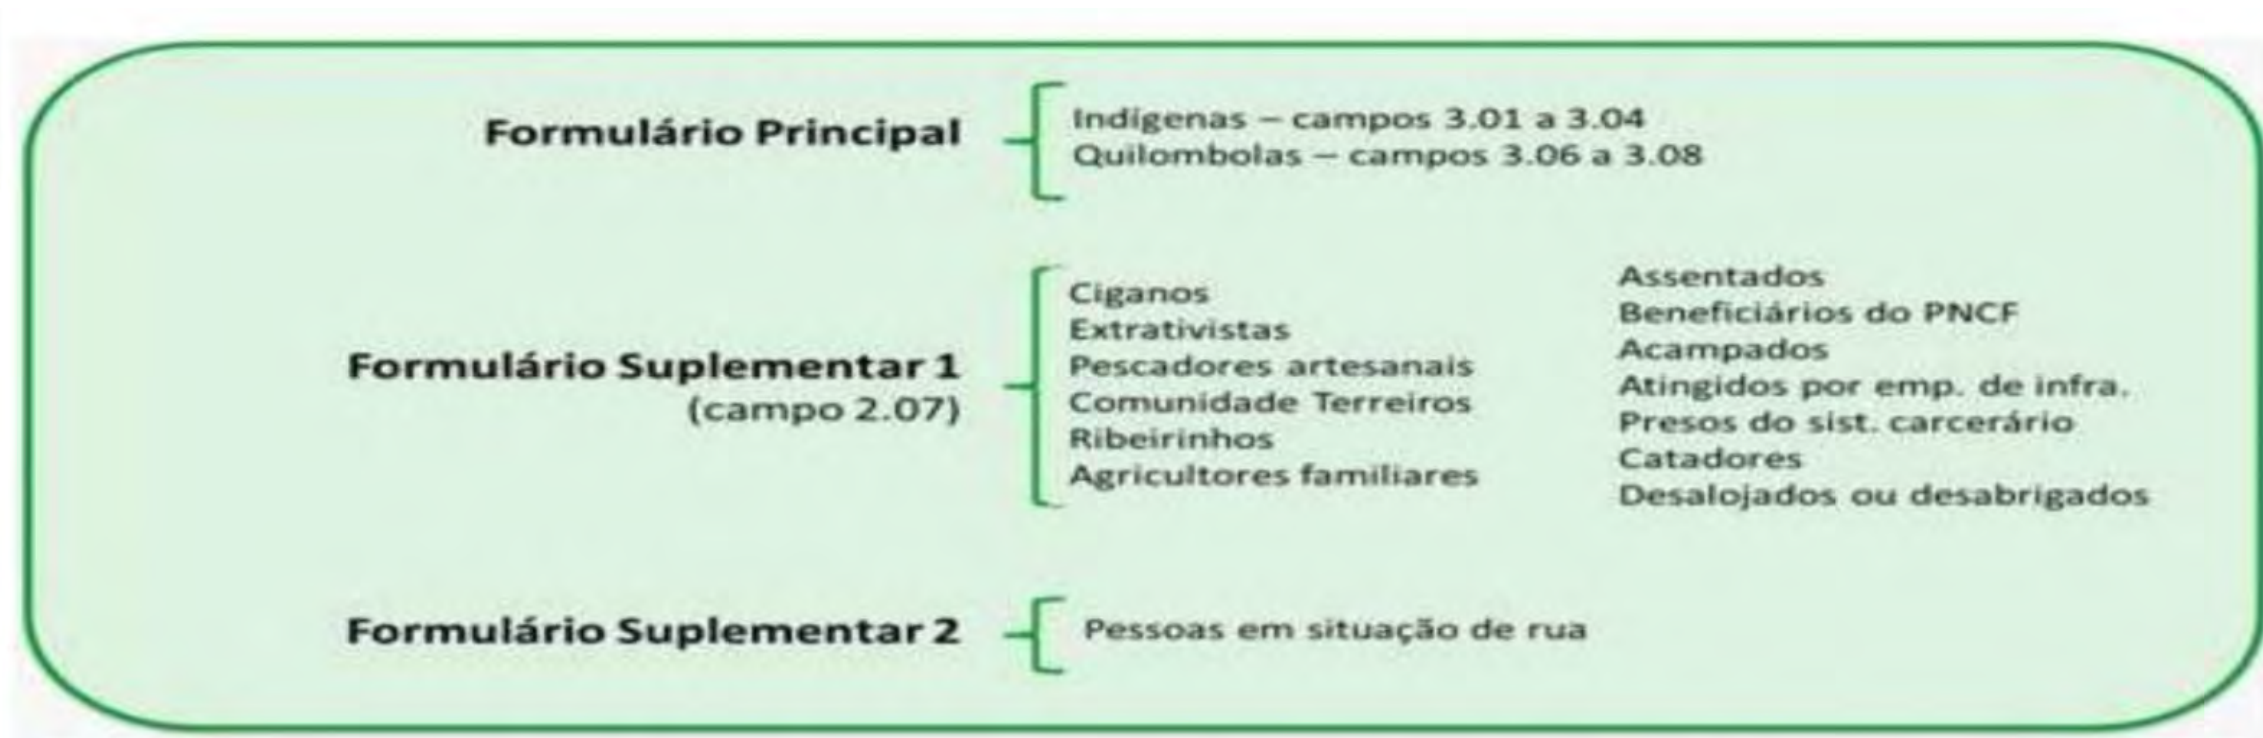 Formulário Principal
Indígenas – campos 3.01 a 3.04
Quilombolas – campos 3.06 a 3.08
Formulário Suplementar 1
(campo 2.07)
Ciganos
Extrativistas
Pescadores artesanais
Comunidade Terreiros
Ribeirinhos
Agricultores familiares
Assentados
Beneficiários do PNCF
Acampados
Atingidos por emp. de infra.
Presos do sist. carcerário
Catadores
Desalojados ou desabrigados
Formulário Suplementar 2
Pessoas em situação de rua